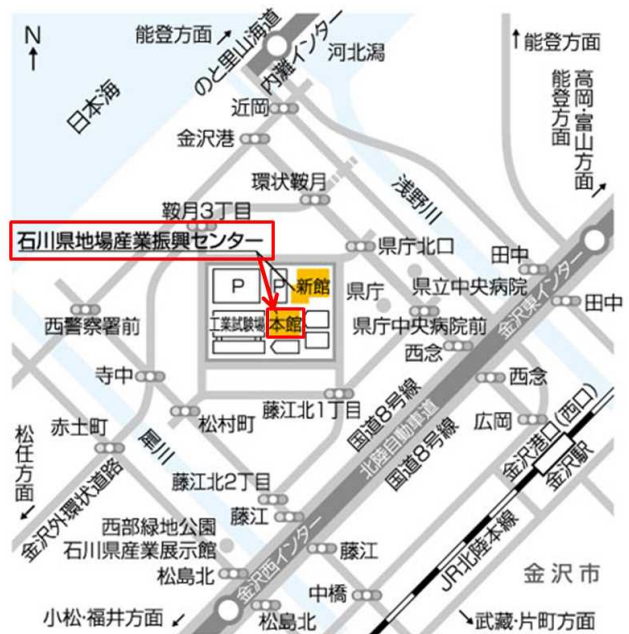 N
能登方面
のと里山海道
内灘インター
河北潟
能登方面
高岡・富山方面
能登方面
日本海
近岡
金沢港
環状鞍月
浅野川
鞍月3丁目
石川県地場産業振興センター
県庁北口
田中
P
P
新館
県庁
県立中央病院
金沢東インター
田中
西警察署前
工業試験場
本館
県庁中央病院前
西念
寺中
西念
藤江北1丁目
国道8号線
北陸自動車道
国道8号線
松村町
広岡
金沢港口(西口)
金沢駅
赤土町
犀川
松任方面
金沢外環状道路
藤江北2丁目
藤江
西部緑地公園
石川県産業展示館
金沢西インター
藤江
JR北陸本線
金沢市
松島北
中橋
小松・福井方面
松島北
武蔵・片町方面